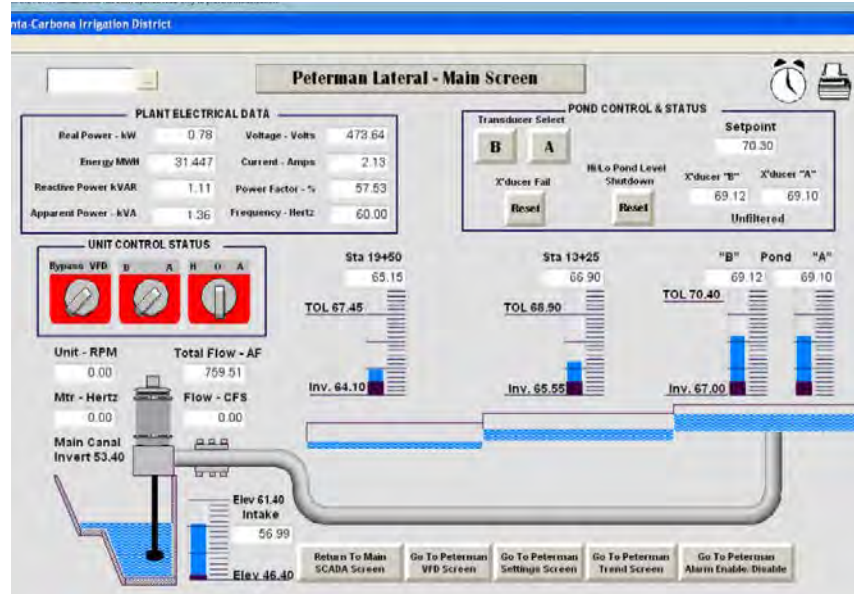 nta-Carbona Irrigation District
Peterman Lateral - Main Screen
PLANT ELECTRICAL DATA
Real Power - kW 0.78 Voltage - Volts 473.64
Energy MWH 31.447 Current - Amps 2.13
Reactive Power kVAR 1.11 Power Factor - % 57.53
Apparent Power - kVA 1.36 Frequency - Hertz 60.00
POND CONTROL & STATUS
Transducer Select
B A
Setpoint
70.30
X'ducer Fail
Reset
Hi/Lo Pond Level
Shutdown
Reset
X'ducer "B" X'ducer "A"
69.12 69.10
Unfiltered
UNIT CONTROL STATUS
Bypass VFD B A H O A
Sta 19+50
65.15
TOL 67.45
Inv. 64.10
Sta 13+25
66.90
TOL 68.90
Inv. 65.55
"B" Pond "A"
69.12 69.10
TOL 70.40
Inv. 67.00
Unit - RPM
0.00
Total Flow - AF
759.51
Mtr - Hertz
0.00
Flow - CFS
0.00
Main Canal
Invert 53.40
Elev 61.40
Intake
56.99
Elev 46.40
Return To Main
SCADA Screen
Go To Peterman
VFD Screen
Go To Peterman
Settings Screen
Go To Peterman
Trend Screen
Go To Peterman
Alarm Enable/Disable